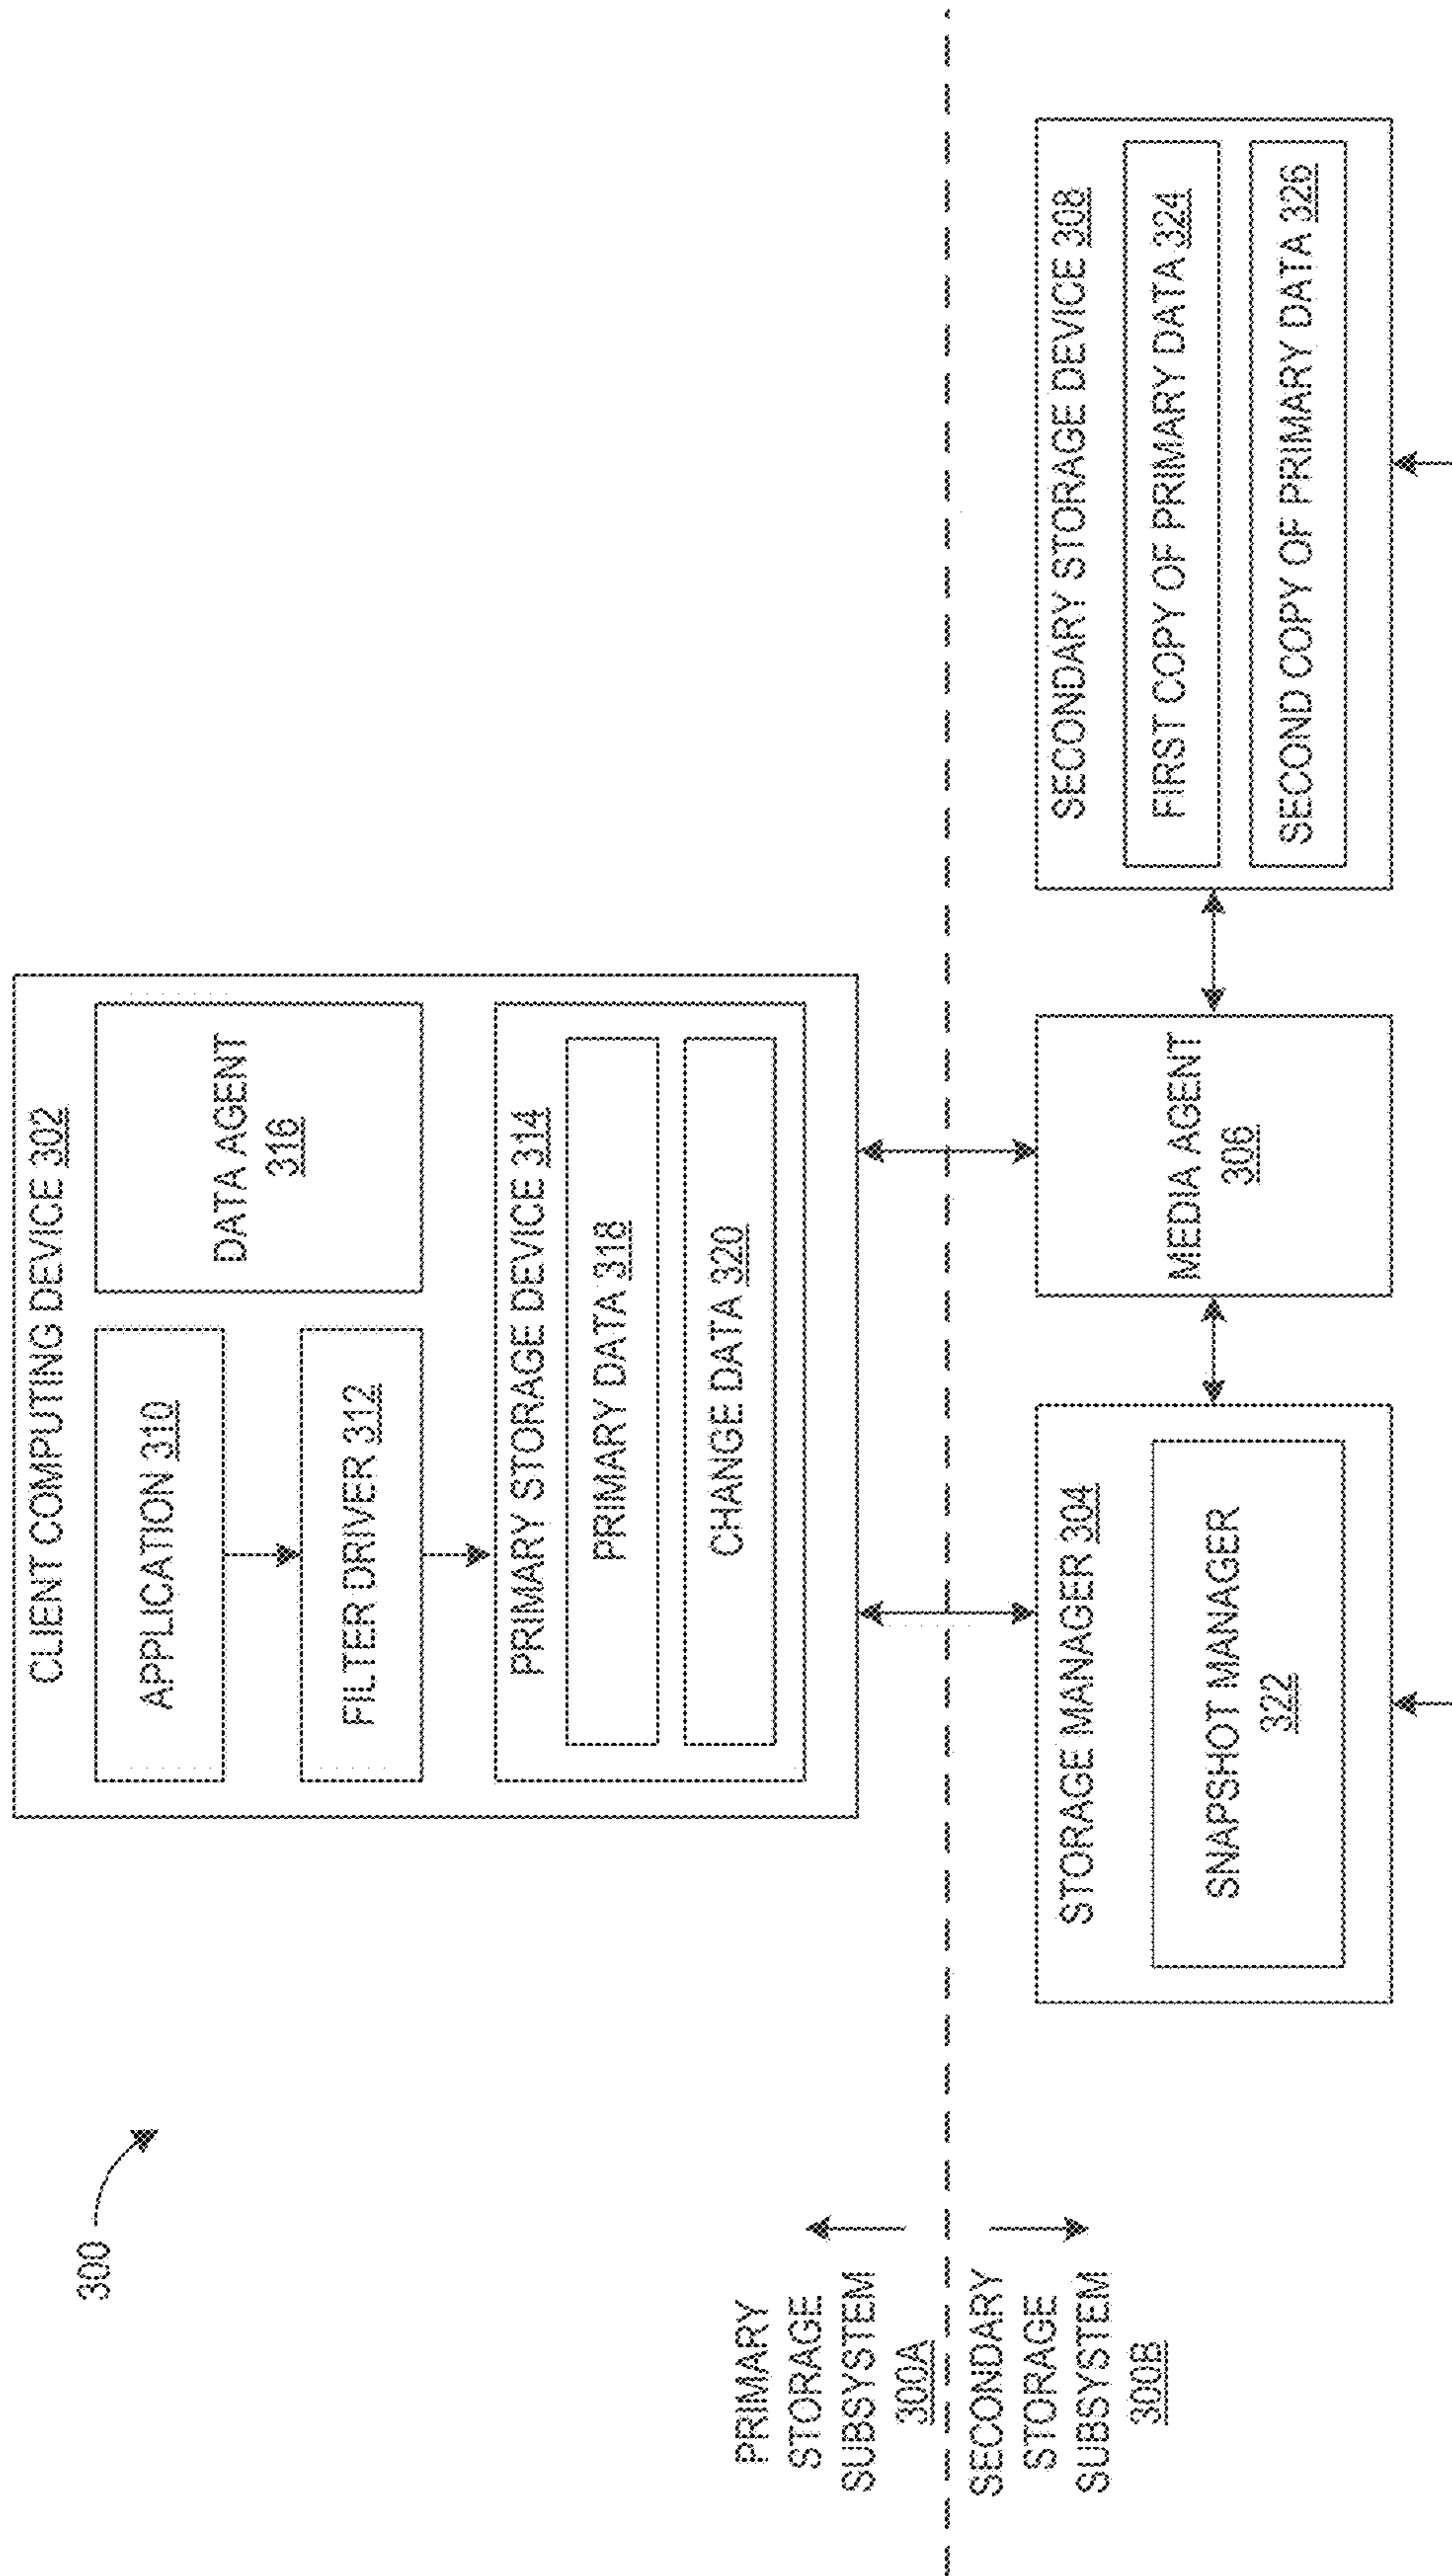 300
CLIENT COMPUTING DEVICE 302
APPLICATION 310
DATA AGENT
316
FILTER DRIVER 312
PRIMARY STORAGE DEVICE 314
PRIMARY DATA 318
CHANGE DATA 320
PRIMARY
STORAGE
SUBSYSTEM
300A
SECONDARY
STORAGE
SUBSYSTEM
300B
STORAGE MANAGER 304
SNAPSHOT MANAGER
322
MEDIA AGENT
306
SECONDARY STORAGE DEVICE 308
FIRST COPY OF PRIMARY DATA 324
SECOND COPY OF PRIMARY DATA 326